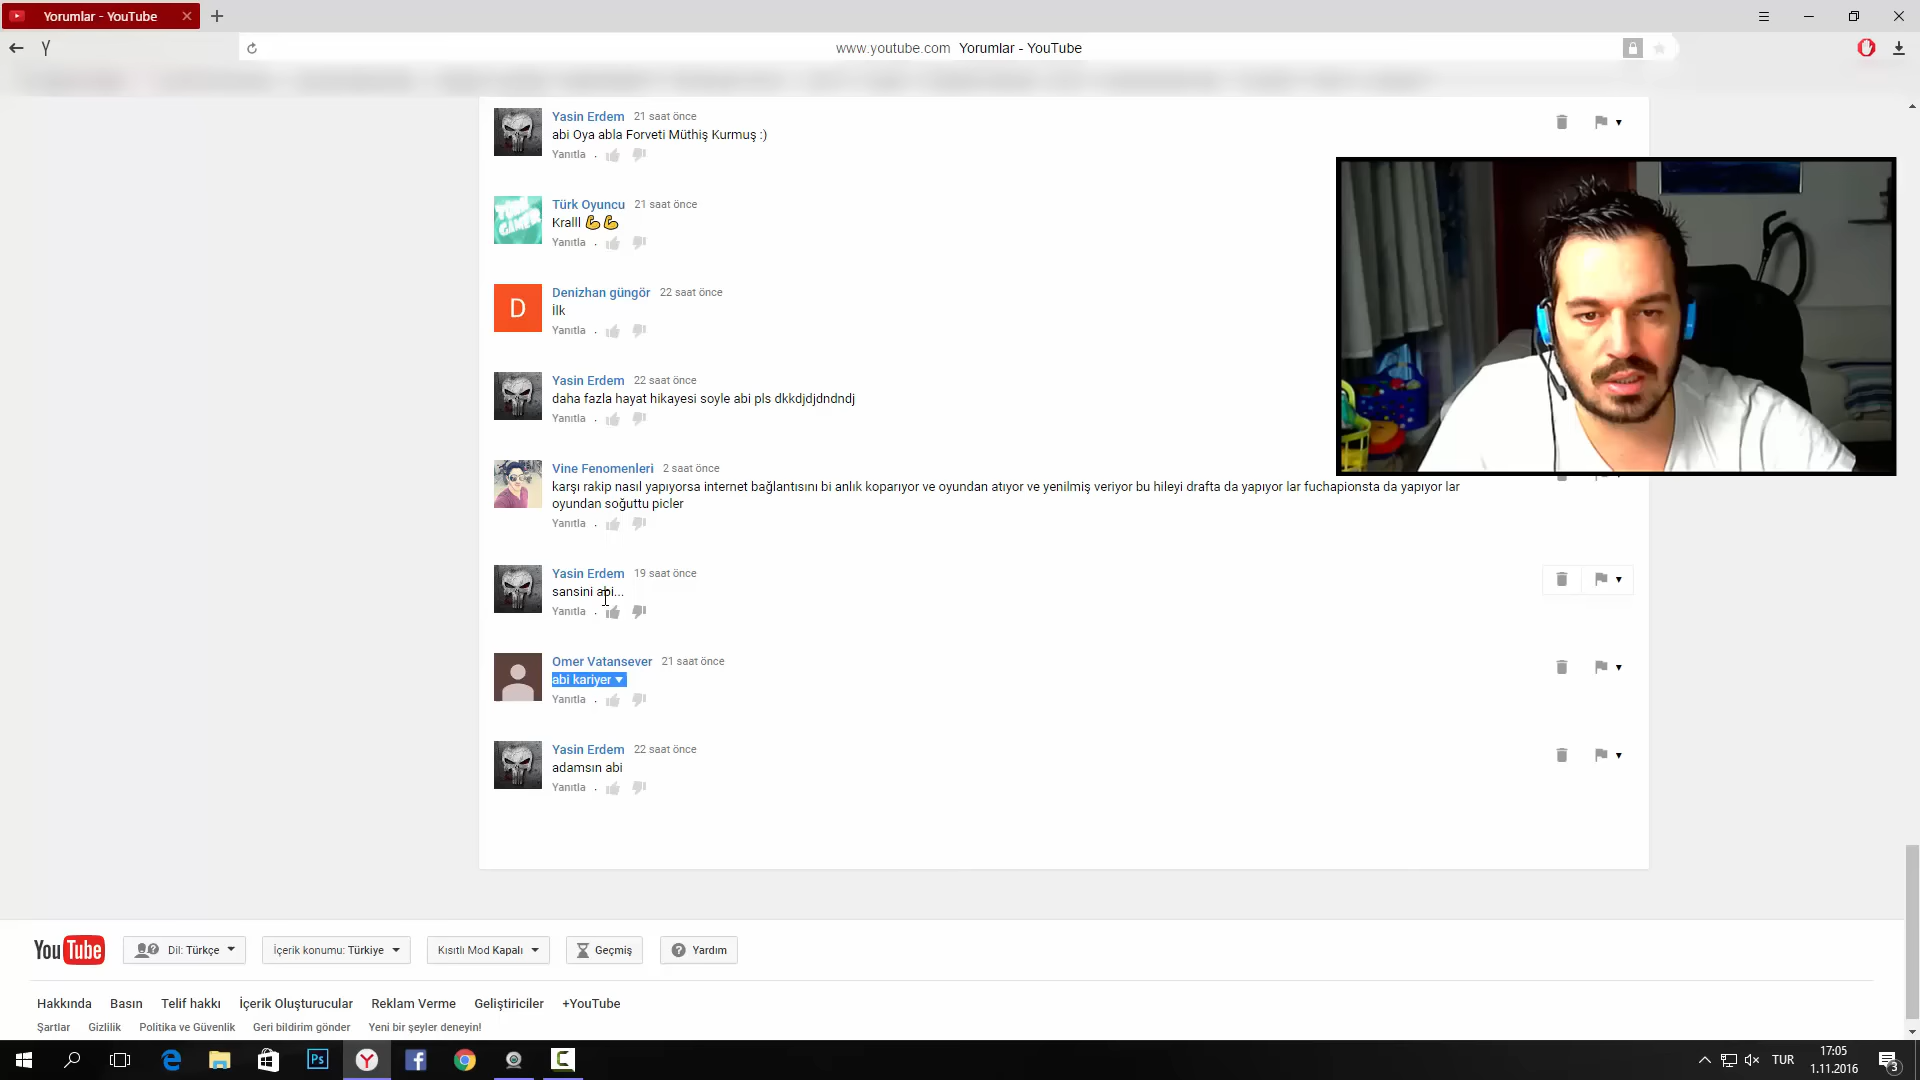 Yorumlar - YouTube
www.youtube.com Yorumlar - YouTube
Yasin Erdem 21 saat önce
abi Oya abla Forveti Müthiş Kurmuş :)
Yanıtla
Türk Oyuncu 21 saat önce
Kralll 💪💪
Yanıtla
Denizhan güngör 22 saat önce
D
İlk
Yanıtla
Yasin Erdem 22 saat önce
daha fazla hayat hikayesi soyle abi pls dkkdjdjdndndj
Yanıtla
Vine Fenomenleri 2 saat önce
karşı rakip nasıl yapıyorsa internet bağlantısını bi anlık koparıyor ve oyundan atıyor ve yenilmiş veriyor bu hileyi drafta da yapıyor lar fuchapionsta da yapıyor lar
oyundan soğuttu picler
Yanıtla
Yasin Erdem 19 saat önce
sansini abi...
Yanıtla
Omer Vatansever 21 saat önce
abi kariyer
Yanıtla
Yasin Erdem 22 saat önce
adamsın abi
Yanıtla
YouTube Dil: Türkçe İçerik konumu: Türkiye Kısıtlı Mod Kapalı Geçmiş Yardım
Hakkında Basın Telif hakkı İçerik Oluşturucular Reklam Verme Geliştiriciler +YouTube
Şartlar Gizlilik Politika ve Güvenlik Geri bildirim gönder Yeni bir şeyler deneyin!
TUR 17:05
1.11.2016 3